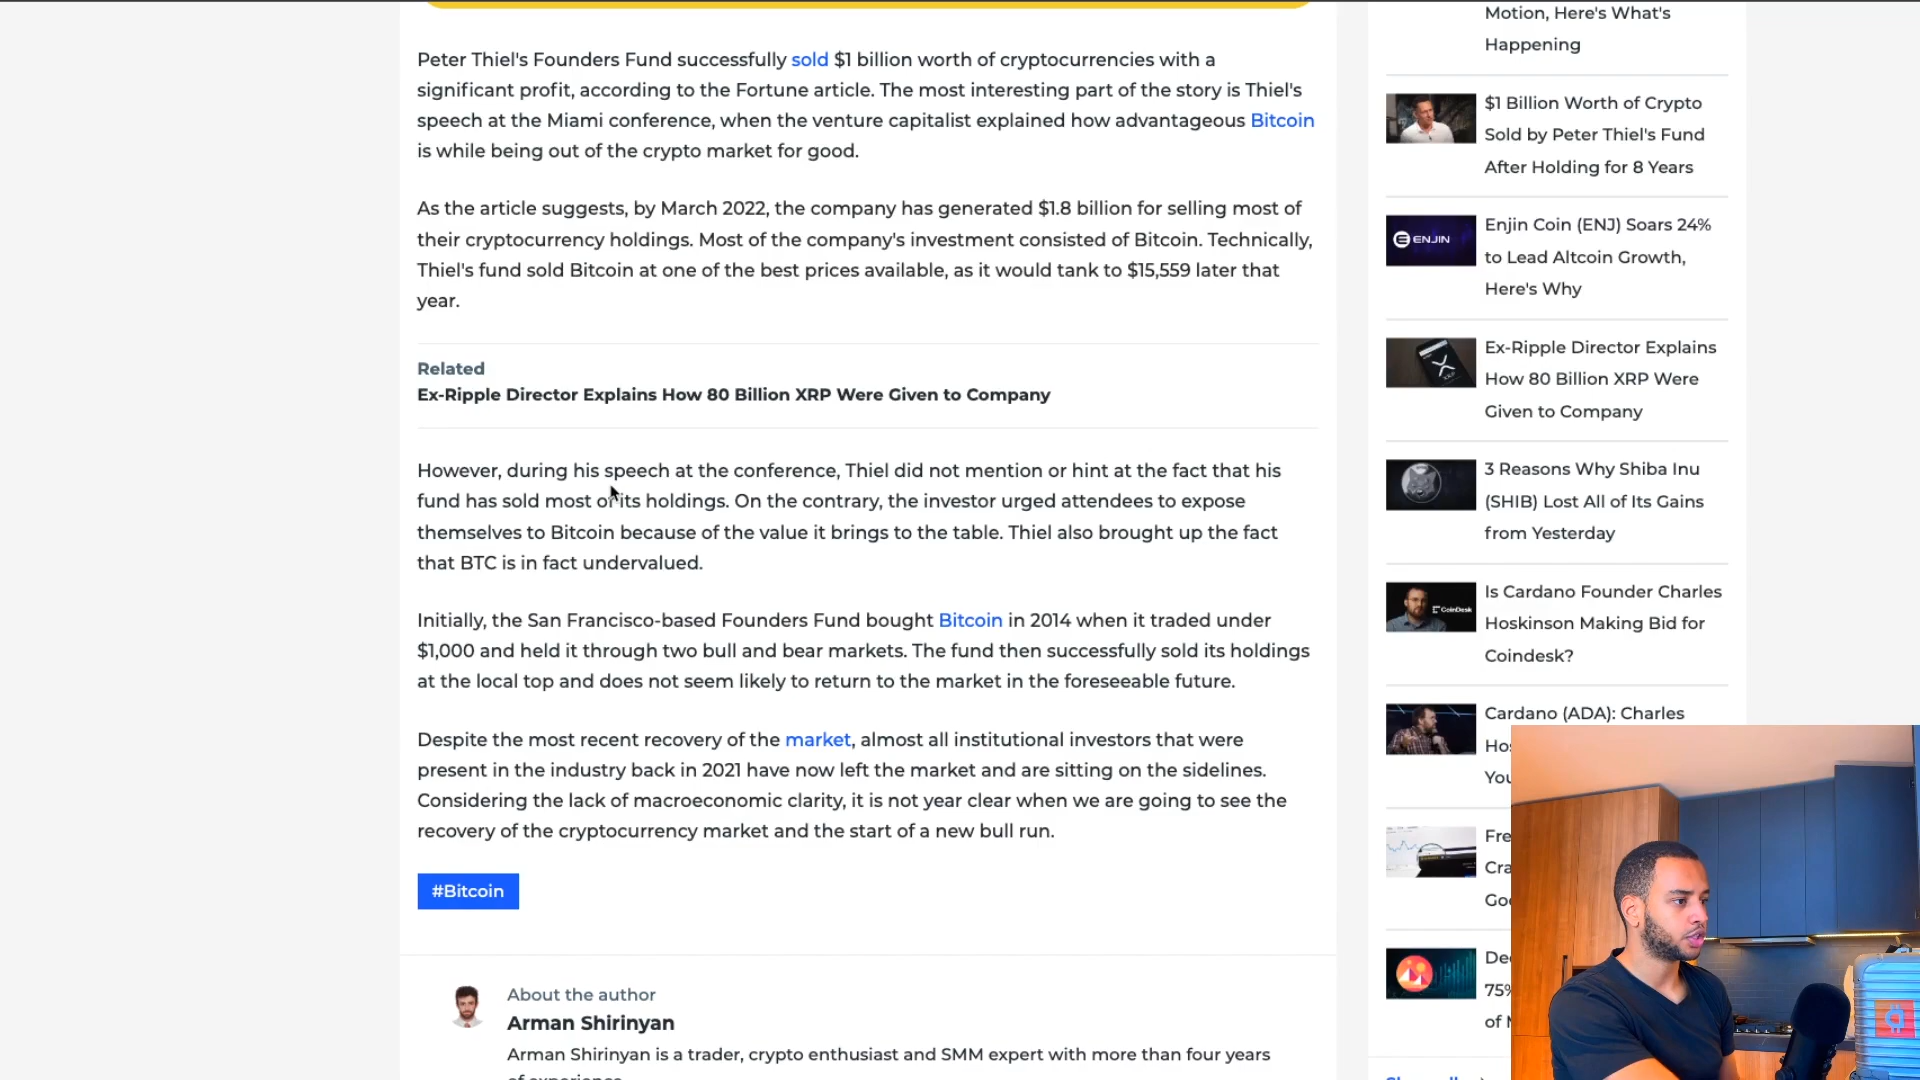 Peter Thiel's Founders Fund successfully sold $1 billion worth of cryptocurrencies with a
significant profit, according to the Fortune article. The most interesting part of the story is Thiel's
speech at the Miami conference, when the venture capitalist explained how advantageous Bitcoin
is while being out of the crypto market for good.
As the article suggests, by March 2022, the company has generated $1.8 billion for selling most of
their cryptocurrency holdings. Most of the company's investment consisted of Bitcoin. Technically,
Thiel's fund sold Bitcoin at one of the best prices available, as it would tank to $15,559 later that
year.
Related
Ex-Ripple Director Explains How 80 Billion XRP Were Given to Company
However, during his speech at the conference, Thiel did not mention or hint at the fact that his
fund has sold most of its holdings. On the contrary, the investor urged attendees to expose
themselves to Bitcoin because of the value it brings to the table. Thiel also brought up the fact
that BTC is in fact undervalued.
Initially, the San Francisco-based Founders Fund bought Bitcoin in 2014 when it traded under
$1,000 and held it through two bull and bear markets. The fund then successfully sold its holdings
at the local top and does not seem likely to return to the market in the foreseeable future.
Despite the most recent recovery of the market, almost all institutional investors that were
present in the industry back in 2021 have now left the market and are sitting on the sidelines.
Considering the lack of macroeconomic clarity, it is not year clear when we are going to see the
recovery of the cryptocurrency market and the start of a new bull run.
#Bitcoin
About the author
Arman Shirinyan
Arman Shirinyan is a trader, crypto enthusiast and SMM expert with more than four years
of experience.
Motion, Here's What's
Happening
$1 Billion Worth of Crypto
Sold by Peter Thiel's Fund
After Holding for 8 Years
ENJIN
Enjin Coin (ENJ) Soars 24%
to Lead Altcoin Growth,
Here's Why
Ex-Ripple Director Explains
How 80 Billion XRP Were
Given to Company
3 Reasons Why Shiba Inu
(SHIB) Lost All of Its Gains
from Yesterday
CoinDesk
Is Cardano Founder Charles
Hoskinson Making Bid for
Coindesk?
Cardano (ADA): Charles
Hos
You
Fre
Cra
Goe
Dec
75%
of M